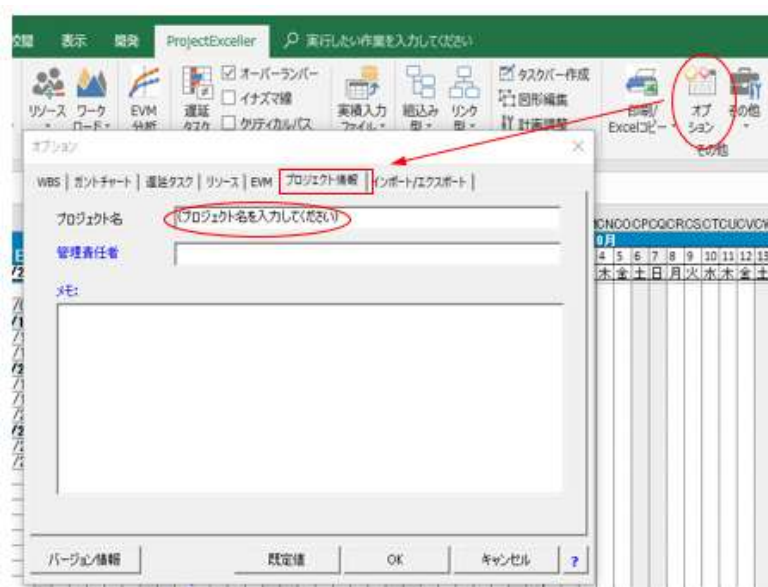 校閲 表示 開発 ProjectExceller 実行したい作業を入力してください
リソース ワークロード EVM分析 遅延タスク
オーバーランバー
イナズマ線
クリティカルパス
実績入力ファイル 組込み型 リンク型
タスクバー作成
図形編集
計画調整
印刷/Excelコピー オプション その他
その他
オプション
WBS ガントチャート 遅延タスク リソース EVM プロジェクト情報 インポート/エクスポート
プロジェクト名 (プロジェクト名を入力してください)
管理責任者
メモ:
バージョン情報 既定値 OK キャンセル ?
CNCOCPCQCRCSCTCUCVCW
4 5 6 7 8 9 10 11 12 13
木 金 土 日 月 火 水 木 金 土